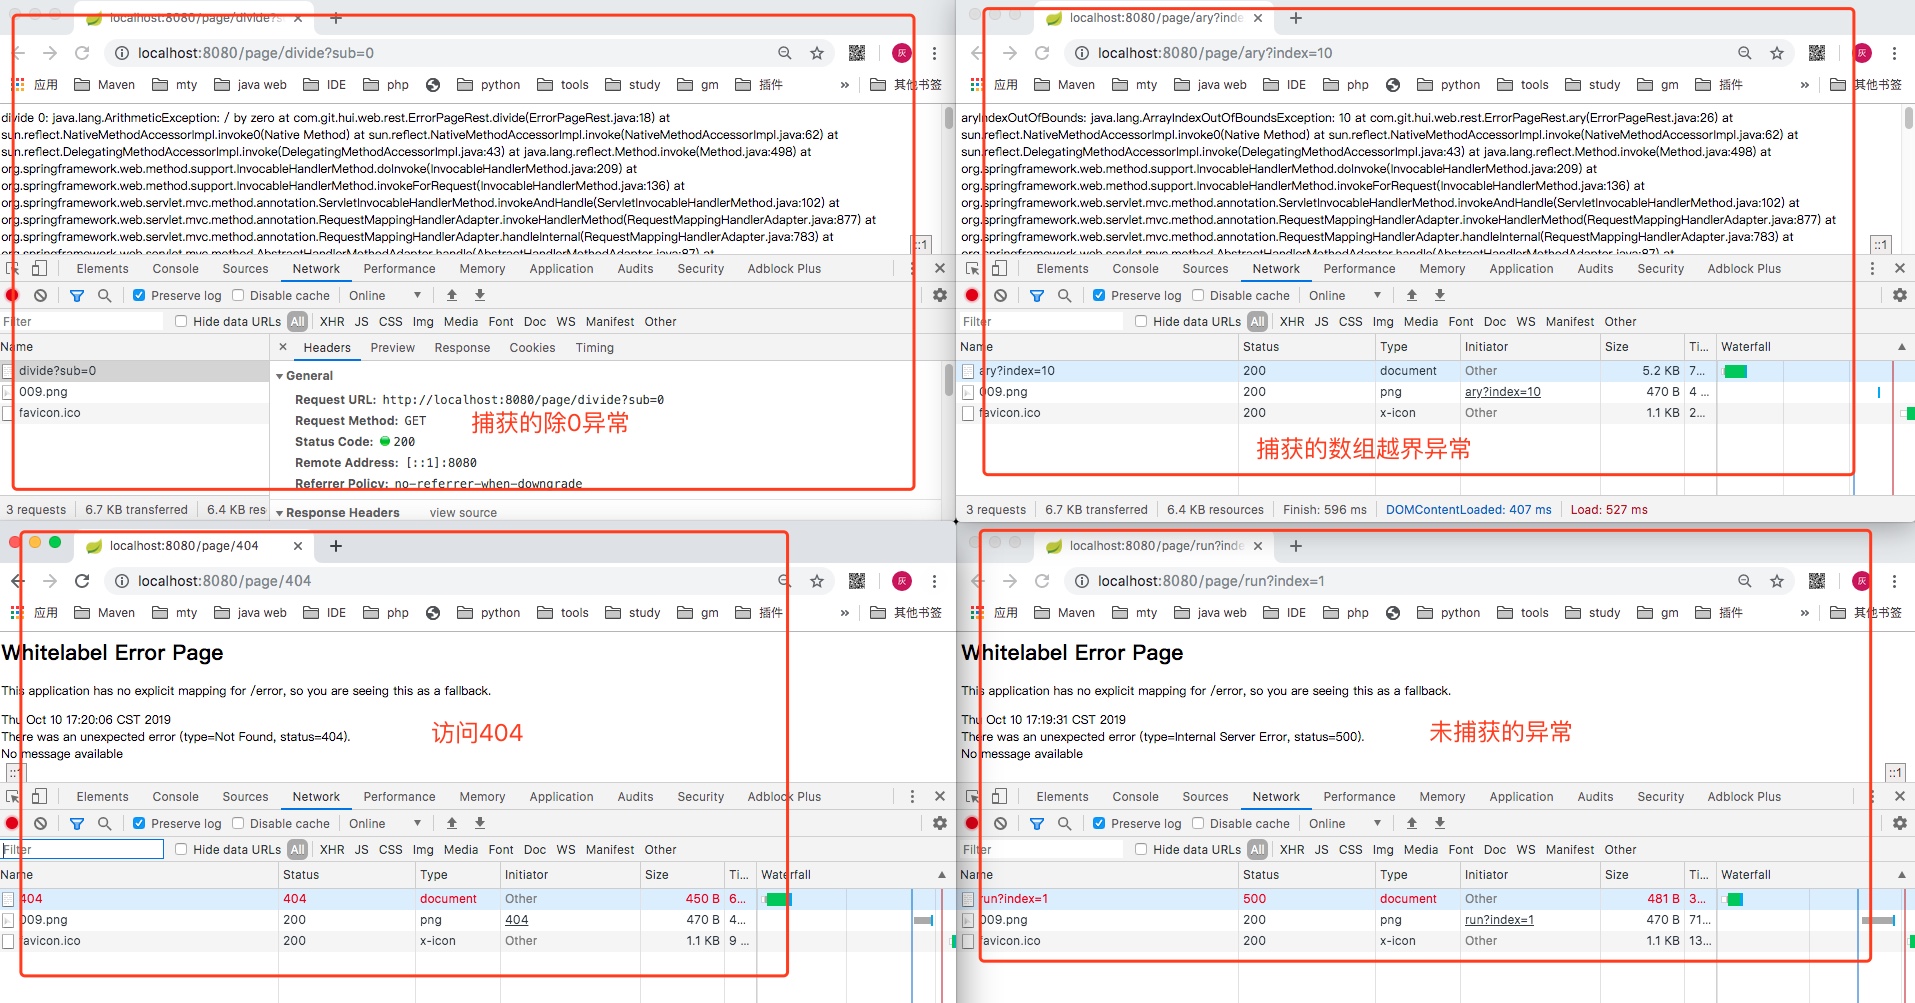 localhost:8080/page/divide?s
localhost:8080/page/divide?sub=0
灰
应用 Maven mty java web IDE php python tools study gm 插件 » 其他书签
divide 0: java.lang.ArithmeticException: / by zero at com.git.hui.web.rest.ErrorPageRest.divide(ErrorPageRest.java:18) at
sun.reflect.NativeMethodAccessorImpl.invoke0(Native Method) at sun.reflect.NativeMethodAccessorImpl.invoke(NativeMethodAccessorImpl.java:62) at
sun.reflect.DelegatingMethodAccessorImpl.invoke(DelegatingMethodAccessorImpl.java:43) at java.lang.reflect.Method.invoke(Method.java:498) at
org.springframework.web.method.support.InvocableHandlerMethod.doInvoke(InvocableHandlerMethod.java:209) at
org.springframework.web.method.support.InvocableHandlerMethod.invokeForRequest(InvocableHandlerMethod.java:136) at
org.springframework.web.servlet.mvc.method.annotation.ServletInvocableHandlerMethod.invokeAndHandle(ServletInvocableHandlerMethod.java:102) at
org.springframework.web.servlet.mvc.method.annotation.RequestMappingHandlerAdapter.invokeHandlerMethod(RequestMappingHandlerAdapter.java:877) at
org.springframework.web.servlet.mvc.method.annotation.RequestMappingHandlerAdapter.handleInternal(RequestMappingHandlerAdapter.java:783) at
org.springframework.web.servlet.mvc.method.AbstractHandlerMethodAdapter.handle(AbstractHandlerMethodAdapter.java:87) at
::1
Elements Console Sources Network Performance Memory Application Audits Security Adblock Plus
Preserve log Disable cache Online
Filter Hide data URLs All XHR JS CSS Img Media Font Doc WS Manifest Other
Name Headers Preview Response Cookies Timing
divide?sub=0
009.png
favicon.ico
General
Request URL: http://localhost:8080/page/divide?sub=0
Request Method: GET
Status Code: 200
Remote Address: [::1]:8080
Referrer Policy: no-referrer-when-downgrade
Response Headers view source
捕获的除0异常
3 requests 6.7 KB transferred 6.4 KB res
localhost:8080/page/ary?inde
localhost:8080/page/ary?index=10
灰
应用 Maven mty java web IDE php python tools study gm 插件 » 其他书签
aryIndexOutOfBounds: java.lang.ArrayIndexOutOfBoundsException: 10 at com.git.hui.web.rest.ErrorPageRest.ary(ErrorPageRest.java:26) at
sun.reflect.NativeMethodAccessorImpl.invoke0(Native Method) at sun.reflect.NativeMethodAccessorImpl.invoke(NativeMethodAccessorImpl.java:62) at
sun.reflect.DelegatingMethodAccessorImpl.invoke(DelegatingMethodAccessorImpl.java:43) at java.lang.reflect.Method.invoke(Method.java:498) at
org.springframework.web.method.support.InvocableHandlerMethod.doInvoke(InvocableHandlerMethod.java:209) at
org.springframework.web.method.support.InvocableHandlerMethod.invokeForRequest(InvocableHandlerMethod.java:136) at
org.springframework.web.servlet.mvc.method.annotation.ServletInvocableHandlerMethod.invokeAndHandle(ServletInvocableHandlerMethod.java:102) at
org.springframework.web.servlet.mvc.method.annotation.RequestMappingHandlerAdapter.invokeHandlerMethod(RequestMappingHandlerAdapter.java:877) at
org.springframework.web.servlet.mvc.method.annotation.RequestMappingHandlerAdapter.handleInternal(RequestMappingHandlerAdapter.java:783) at
org.springframework.web.servlet.mvc.method.AbstractHandlerMethodAdapter.handle(AbstractHandlerMethodAdapter.java:87) at
::1
Elements Console Sources Network Performance Memory Application Audits Security Adblock Plus
Preserve log Disable cache Online
Filter Hide data URLs All XHR JS CSS Img Media Font Doc WS Manifest Other
Name Status Type Initiator Size Ti... Waterfall
ary?index=10 200 document Other 5.2 KB 7...
009.png 200 png ary?index=10 470 B 4 ...
favicon.ico 200 x-icon Other 1.1 KB 2...
捕获的数组越界异常
3 requests 6.7 KB transferred 6.4 KB resources Finish: 596 ms DOMContentLoaded: 407 ms Load: 527 ms
localhost:8080/page/404
localhost:8080/page/404
灰
应用 Maven mty java web IDE php python tools study gm 插件 » 其他书签
Whitelabel Error Page
This application has no explicit mapping for /error, so you are seeing this as a fallback.
Thu Oct 10 17:20:06 CST 2019
There was an unexpected error (type=Not Found, status=404).
No message available
访问404
::1
Elements Console Sources Network Performance Memory Application Audits Security Adblock Plus
Preserve log Disable cache Online
Filter Hide data URLs All XHR JS CSS Img Media Font Doc WS Manifest Other
Name Status Type Initiator Size Ti... Waterfall
404 404 document Other 450 B 6...
009.png 200 png 404 470 B 4...
favicon.ico 200 x-icon Other 1.1 KB 9 ...
localhost:8080/page/run?inde
localhost:8080/page/run?index=1
灰
应用 Maven mty java web IDE php python tools study gm 插件 » 其他书签
Whitelabel Error Page
This application has no explicit mapping for /error, so you are seeing this as a fallback.
Thu Oct 10 17:19:31 CST 2019
There was an unexpected error (type=Internal Server Error, status=500).
No message available
未捕获的异常
::1
Elements Console Sources Network Performance Memory Application Audits Security Adblock Plus
Preserve log Disable cache Online
Filter Hide data URLs All XHR JS CSS Img Media Font Doc WS Manifest Other
Name Status Type Initiator Size Ti... Waterfall
run?index=1 500 document Other 481 B 3...
009.png 200 png run?index=1 470 B 71...
favicon.ico 200 x-icon Other 1.1 KB 13...